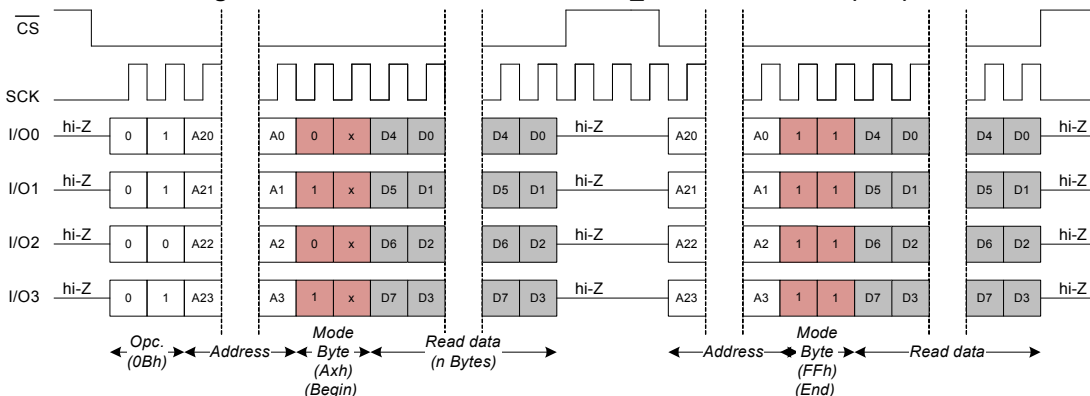 CS
SCK
I/O0 hi-Z 0 1 A20 A0 0 x D4 D0 D4 D0 hi-Z A20 A0 1 1 D4 D0 D4 D0 hi-Z
I/O1 hi-Z 0 1 A21 A1 1 x D5 D1 D5 D1 hi-Z A21 A1 1 1 D5 D1 D5 D1 hi-Z
I/O2 hi-Z 0 0 A22 A2 0 x D6 D2 D6 D2 hi-Z A22 A2 1 1 D6 D2 D6 D2 hi-Z
I/O3 hi-Z 0 1 A23 A3 1 x D7 D3 D7 D3 hi-Z A23 A3 1 1 D7 D3 D7 D3 hi-Z
Opc.
(0Bh)
Address
Mode
Byte
(Axh)
(Begin)
Read data
(n Bytes)
Address
Mode
Byte
(FFh)
(End)
Read data